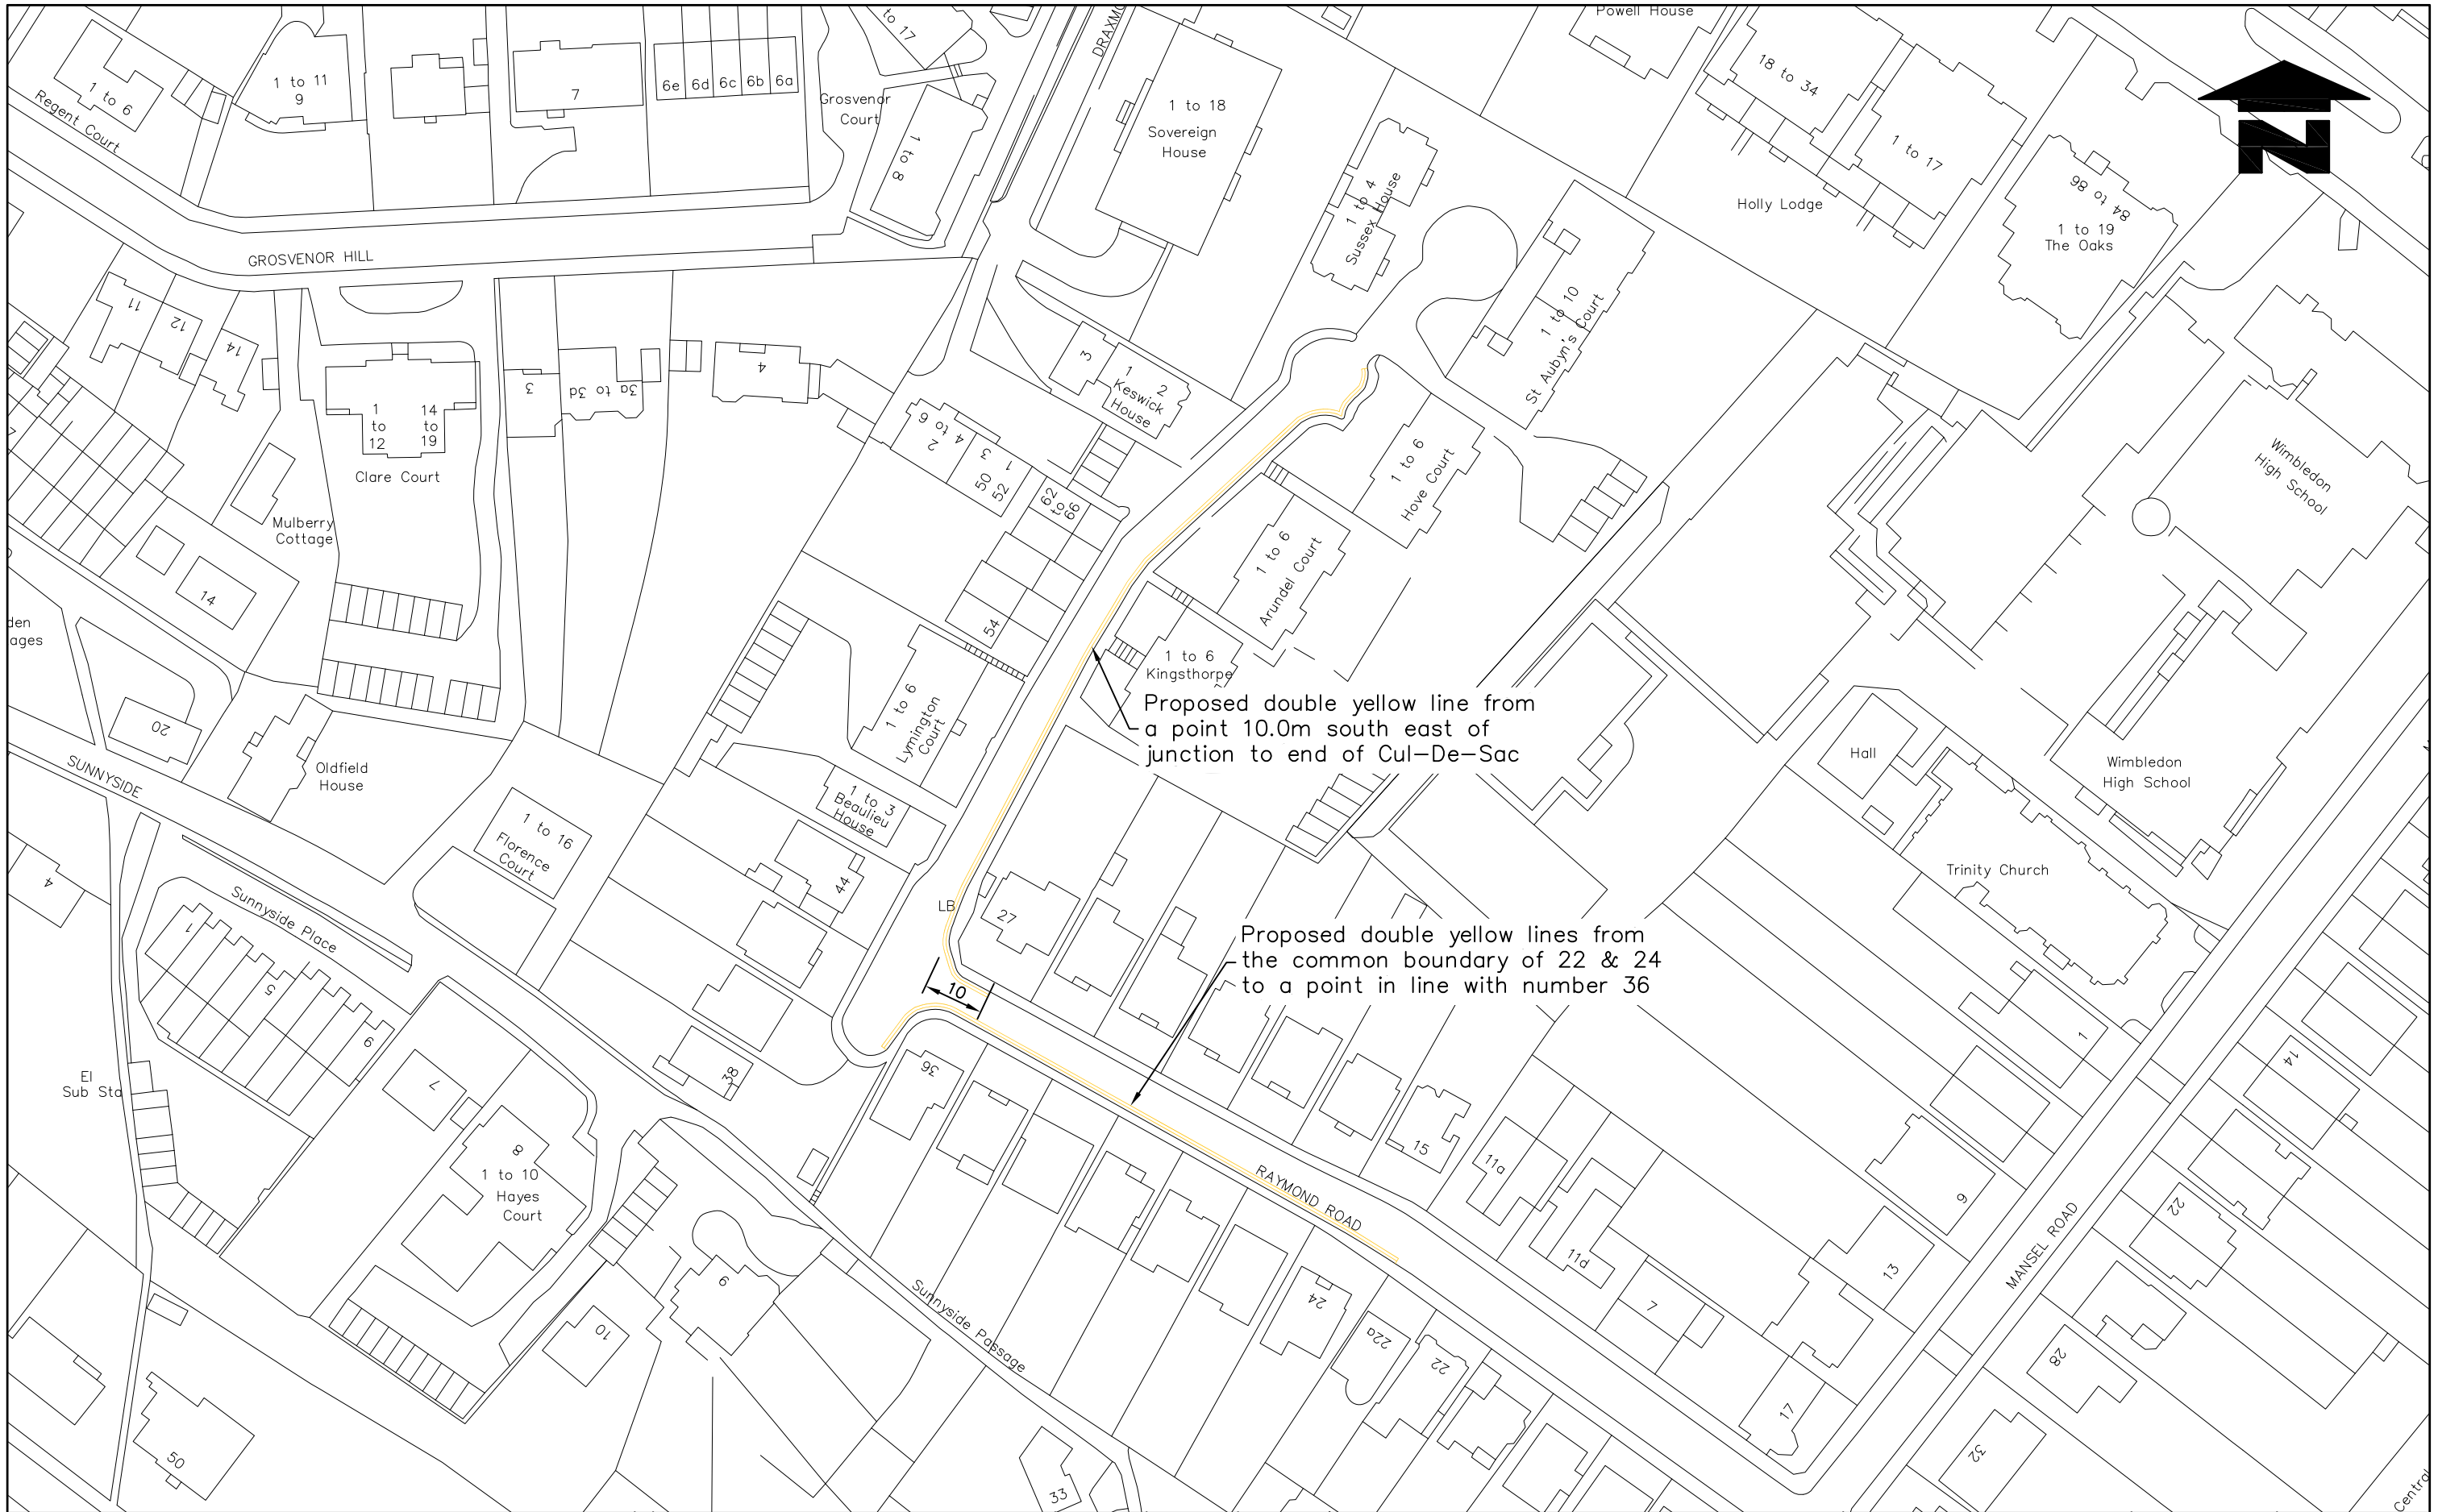 to 17
Powell House
1 to 6
Regent Court
1 to 11
9
7
6e
6d
6c
6b
6a
Grosvenor
Court
1 to 8
1 to 18
Sovereign
House
1 to 4
Sussex House
18 to 34
1 to 17
Holly Lodge
84 to 86
1 to 19
The Oaks
N
GROSVENOR HILL
11
12
14
3
3a to 3d
4
1
to
12
14
to
19
Clare Court
Mulberry
Cottage
14
3
1
2
Keswick
House
1 to 10
St Aubyn's Court
4 to 6
2
3
1
50
52
62
to
66
54
1 to 6
Hove Court
1 to 6
Arundel Court
1 to 6
Kingsthorpe
Wimbledon
High School
den
ages
20
SUNNYSIDE
Oldfield
House
1 to 6
Lymington
Court
Proposed double yellow line from
a point 10.0m south east of
junction to end of Cul-De-Sac
Hall
Wimbledon
High School
Trinity Church
1 to 16
Florence
Court
1 to 3
Beaulieu
House
44
4
Sunnyside Place
1
5
9
LB
27
Proposed double yellow lines from
the common boundary of 22 & 24
to a point in line with number 36
10
El
Sub Sta
7
38
36
8
1 to 10
Hayes
Court
15
11a
11d
7
RAYMOND ROAD
1
9
13
17
MANSEL ROAD
14
22
28
32
9
10
Sunnyside Passage
24
22a
22
50
33
Central